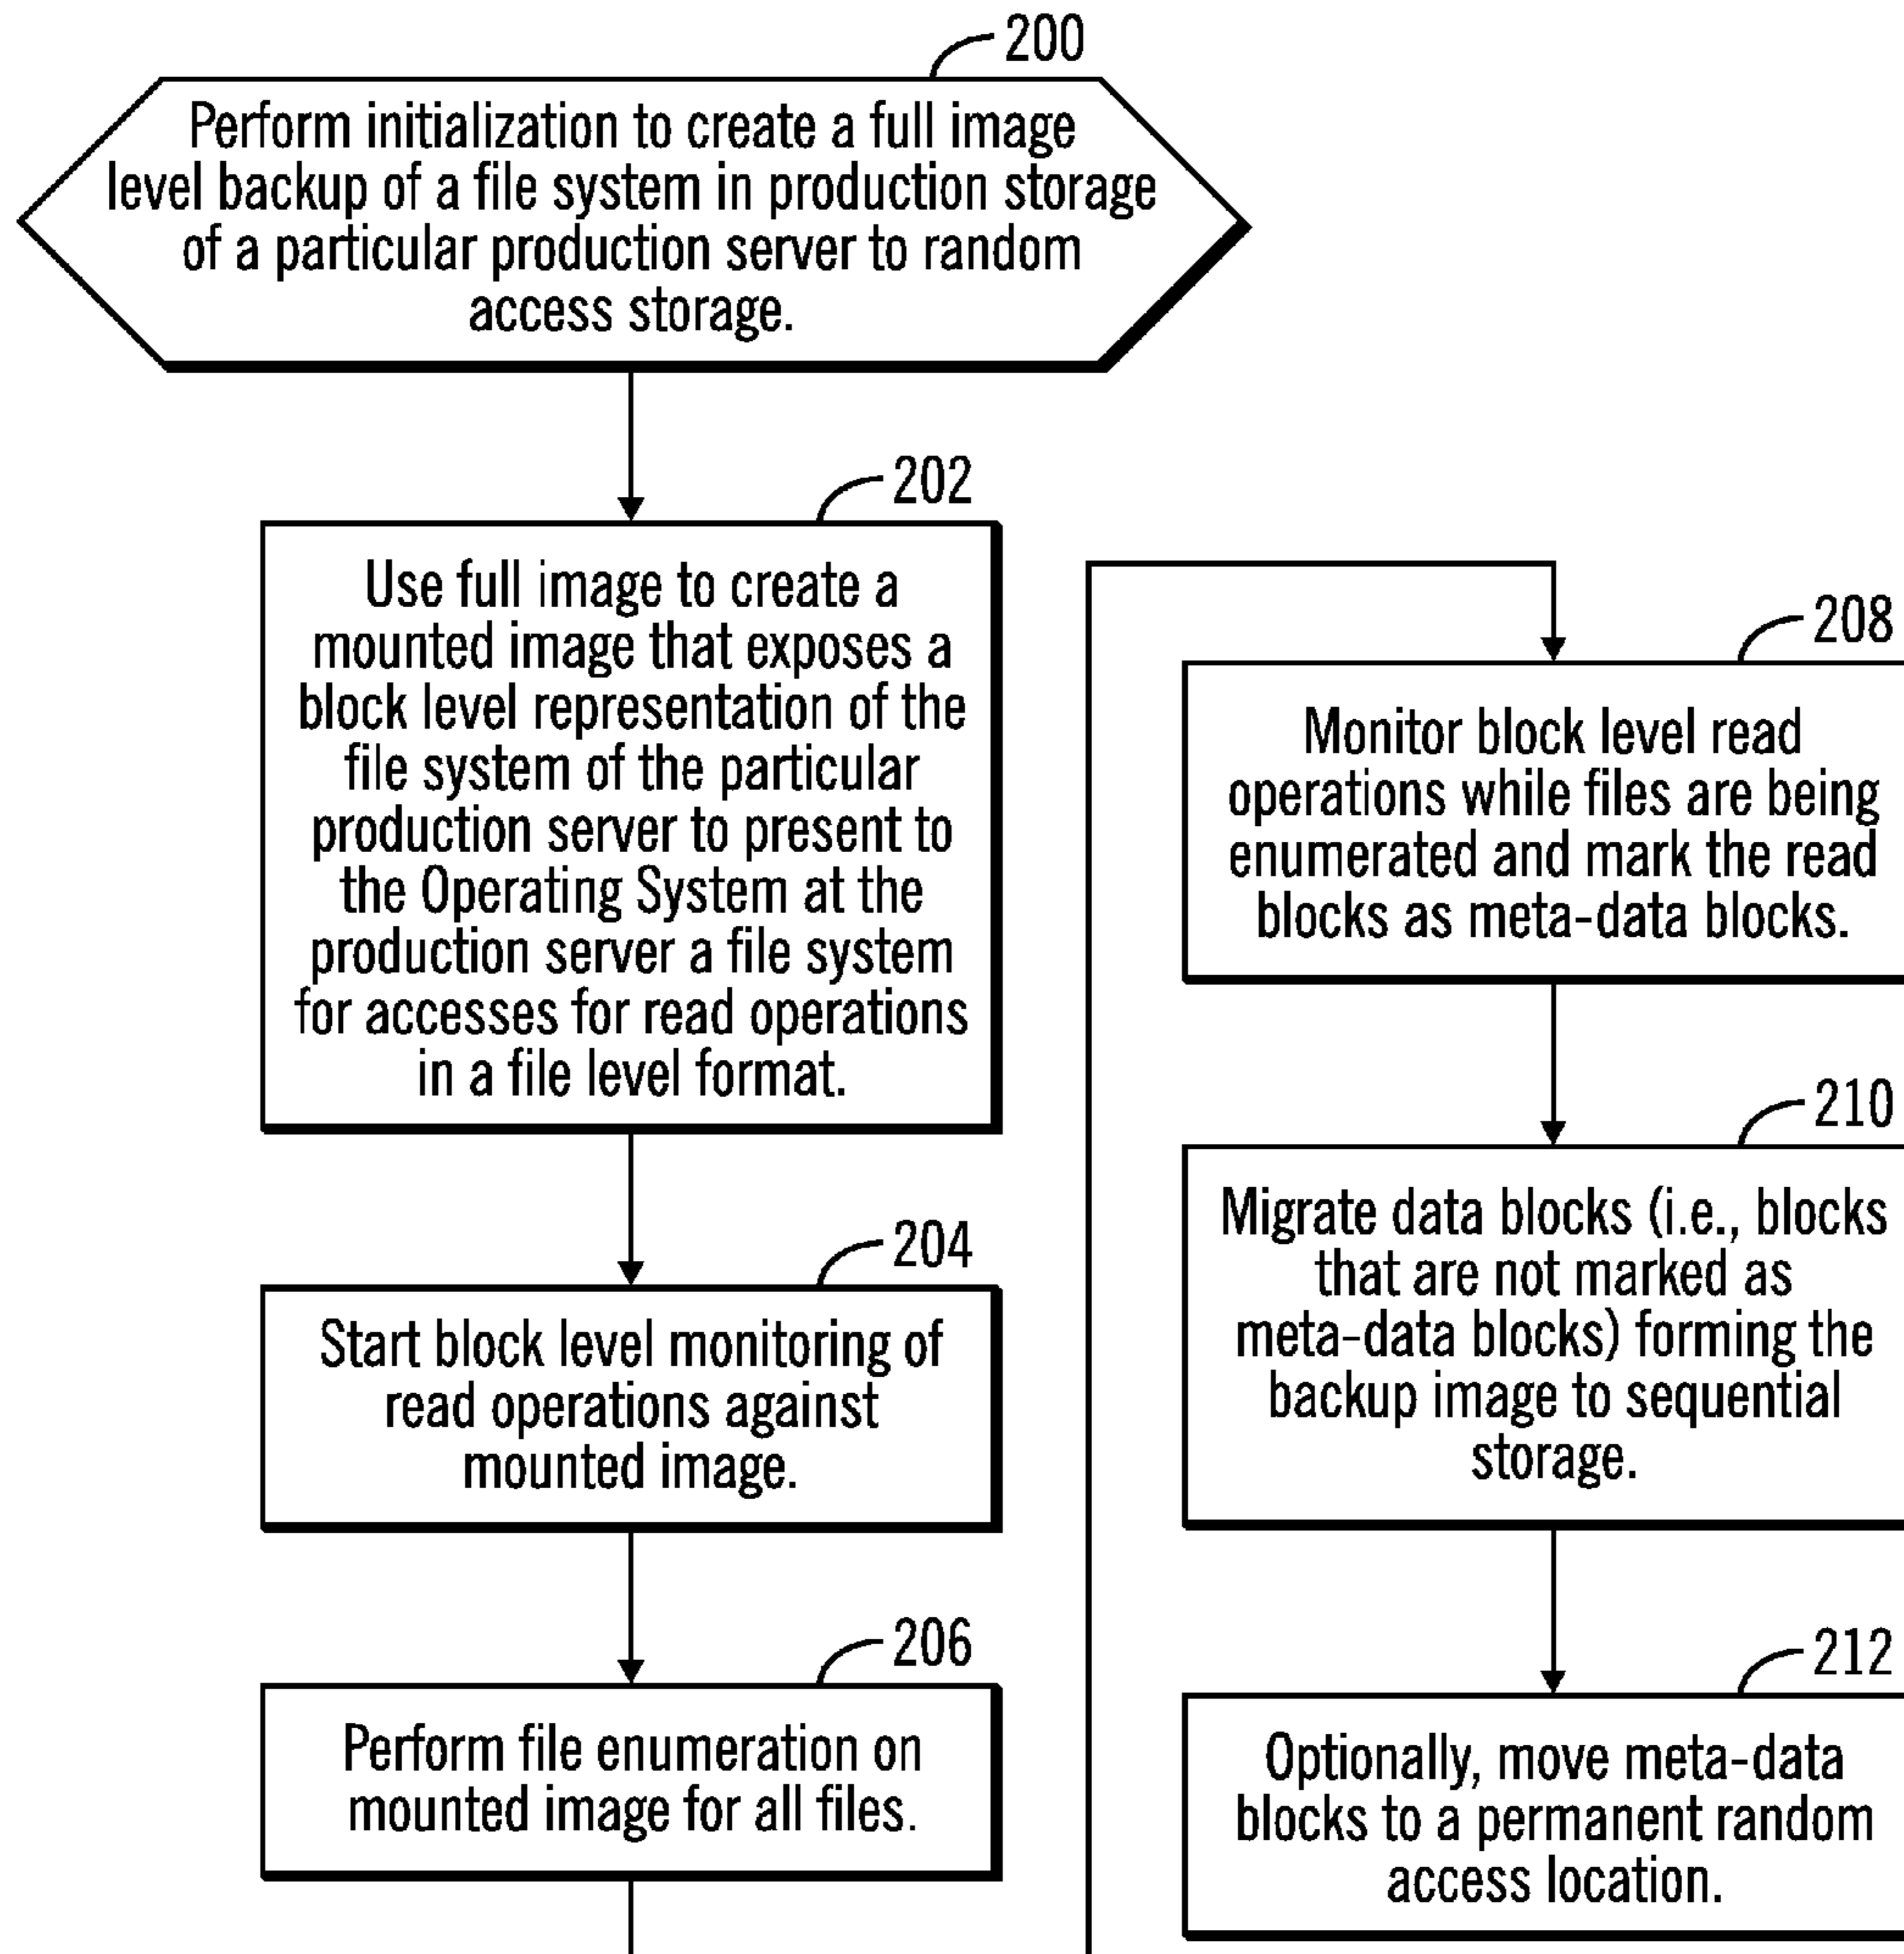 200
Perform initialization to create a full image
level backup of a file system in production storage
of a particular production server to random
access storage.
202
Use full image to create a
mounted image that exposes a
block level representation of the
file system of the particular
production server to present to
the Operating System at the
production server a file system
for accesses for read operations
in a file level format.
204
Start block level monitoring of
read operations against
mounted image.
206
Perform file enumeration on
mounted image for all files.
208
Monitor block level read
operations while files are being
enumerated and mark the read
blocks as meta-data blocks.
210
Migrate data blocks (i.e., blocks
that are not marked as
meta-data blocks) forming the
backup image to sequential
storage.
212
Optionally, move meta-data
blocks to a permanent random
access location.